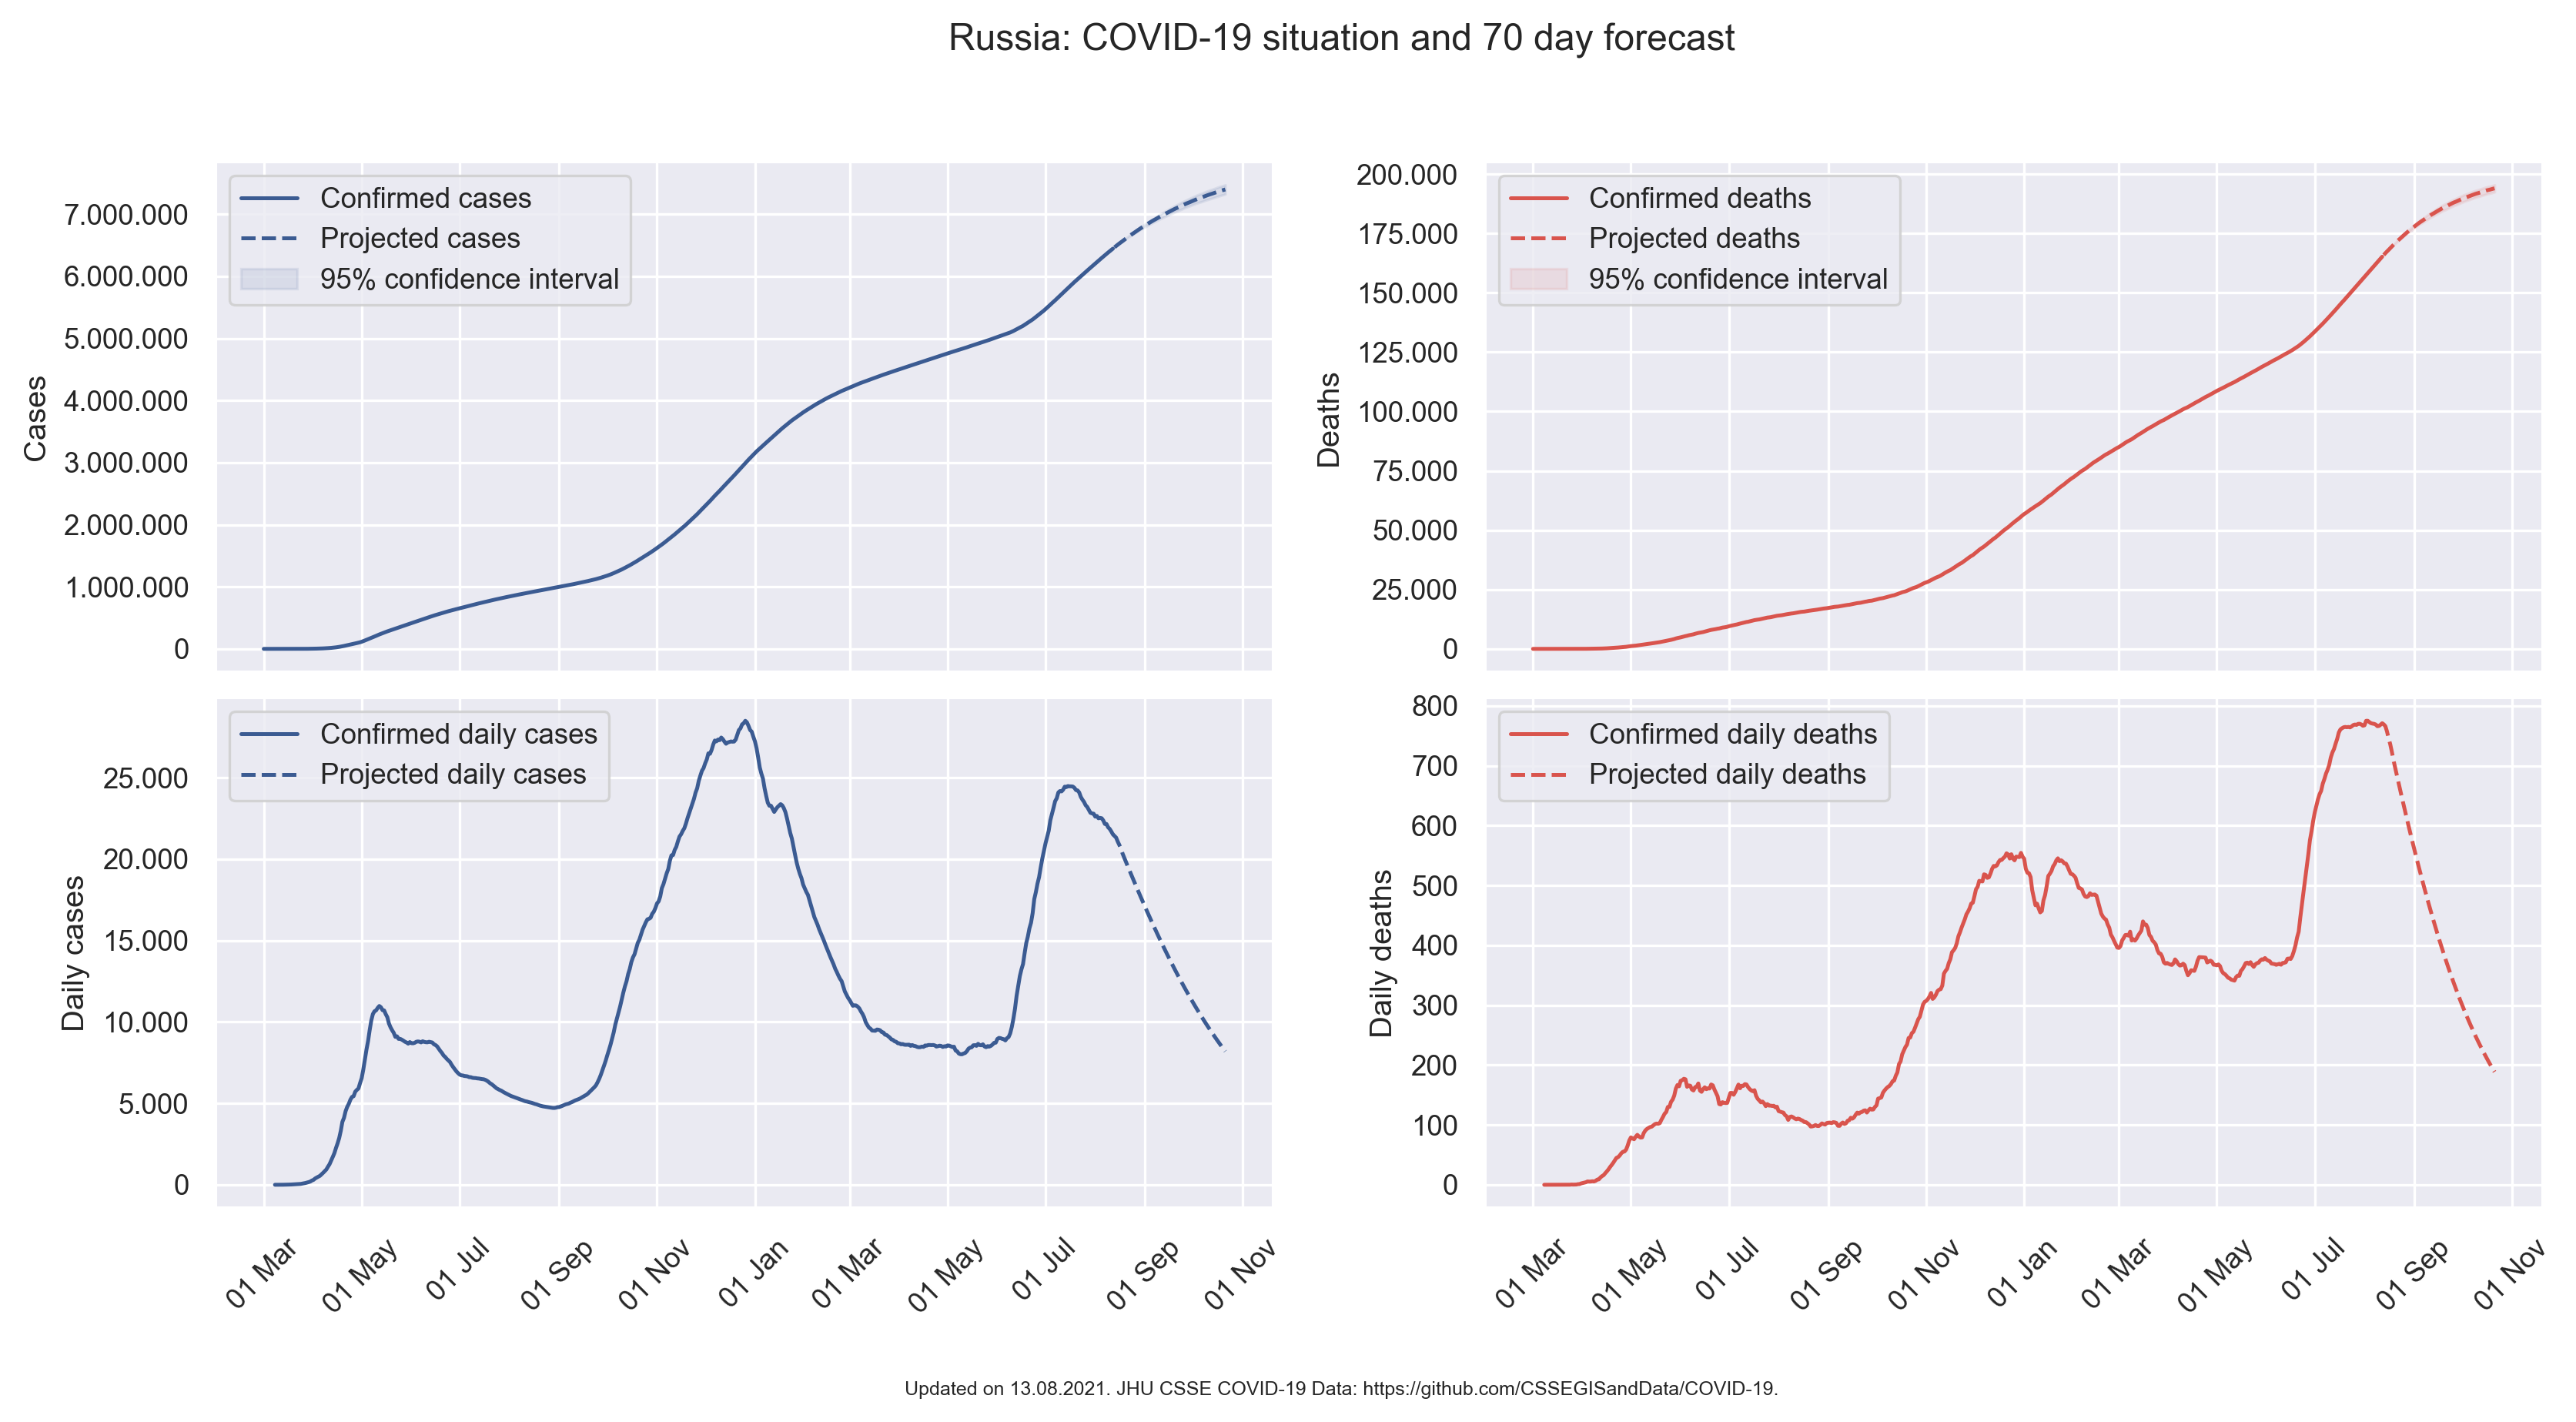 Russia: COVID-19 situation and 70 day forecast
Confirmed cases
Projected cases
95% confidence interval
7.000.000
6.000.000
5.000.000
4.000.000
3.000.000
2.000.000
1.000.000
0
Cases
Confirmed deaths
Projected deaths
95% confidence interval
200.000
175.000
150.000
125.000
100.000
75.000
50.000
25.000
0
Deaths
Confirmed daily cases
Projected daily cases
25.000
20.000
15.000
10.000
5.000
0
Daily cases
01 Mar
01 May
01 Jul
01 Sep
01 Nov
01 Jan
01 Mar
01 May
01 Jul
01 Sep
01 Nov
Confirmed daily deaths
Projected daily deaths
800
700
600
500
400
300
200
100
0
Daily deaths
01 Mar
01 May
01 Jul
01 Sep
01 Nov
01 Jan
01 Mar
01 May
01 Jul
01 Sep
01 Nov
Updated on 13.08.2021. JHU CSSE COVID-19 Data: https://github.com/CSSEGISandData/COVID-19.